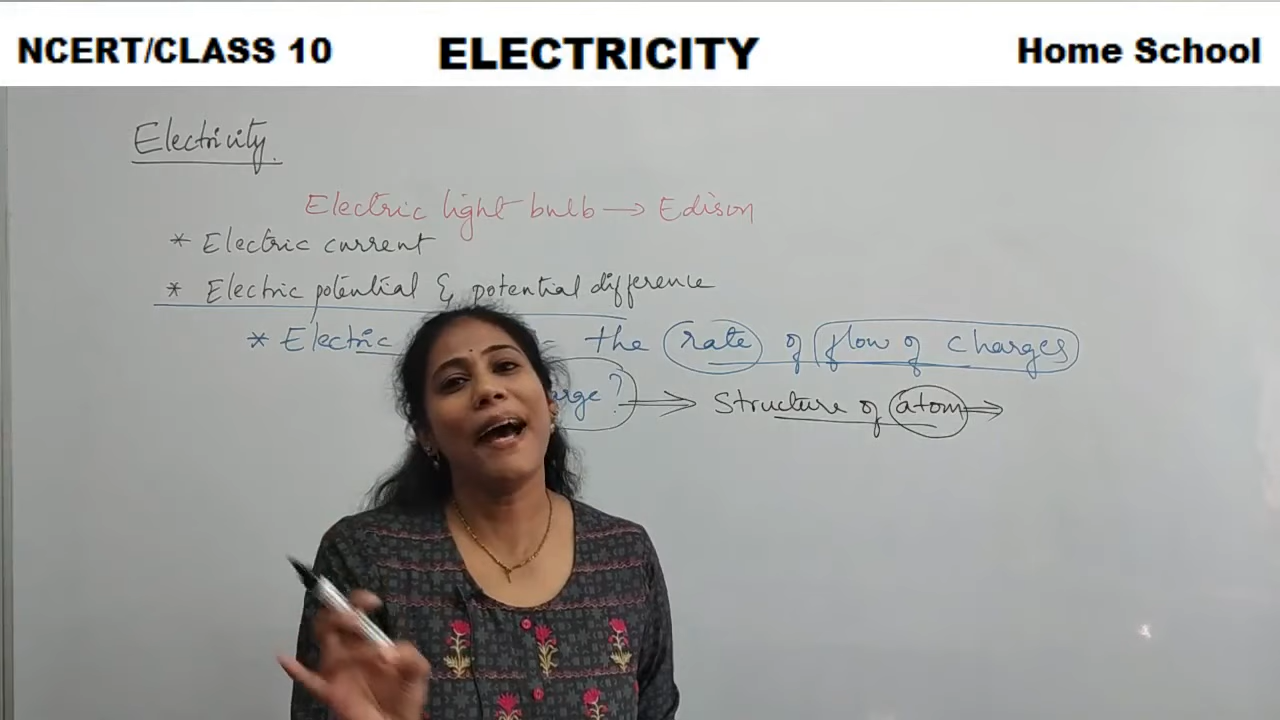 NCERT/CLASS 10 ELECTRICITY Home School
Electricity.
Electric light bulb → Edison
* Electric current
* Electric potential & potential difference
* Electric = the rate of flow of charges
? ⟹ Structure of atom ⟹